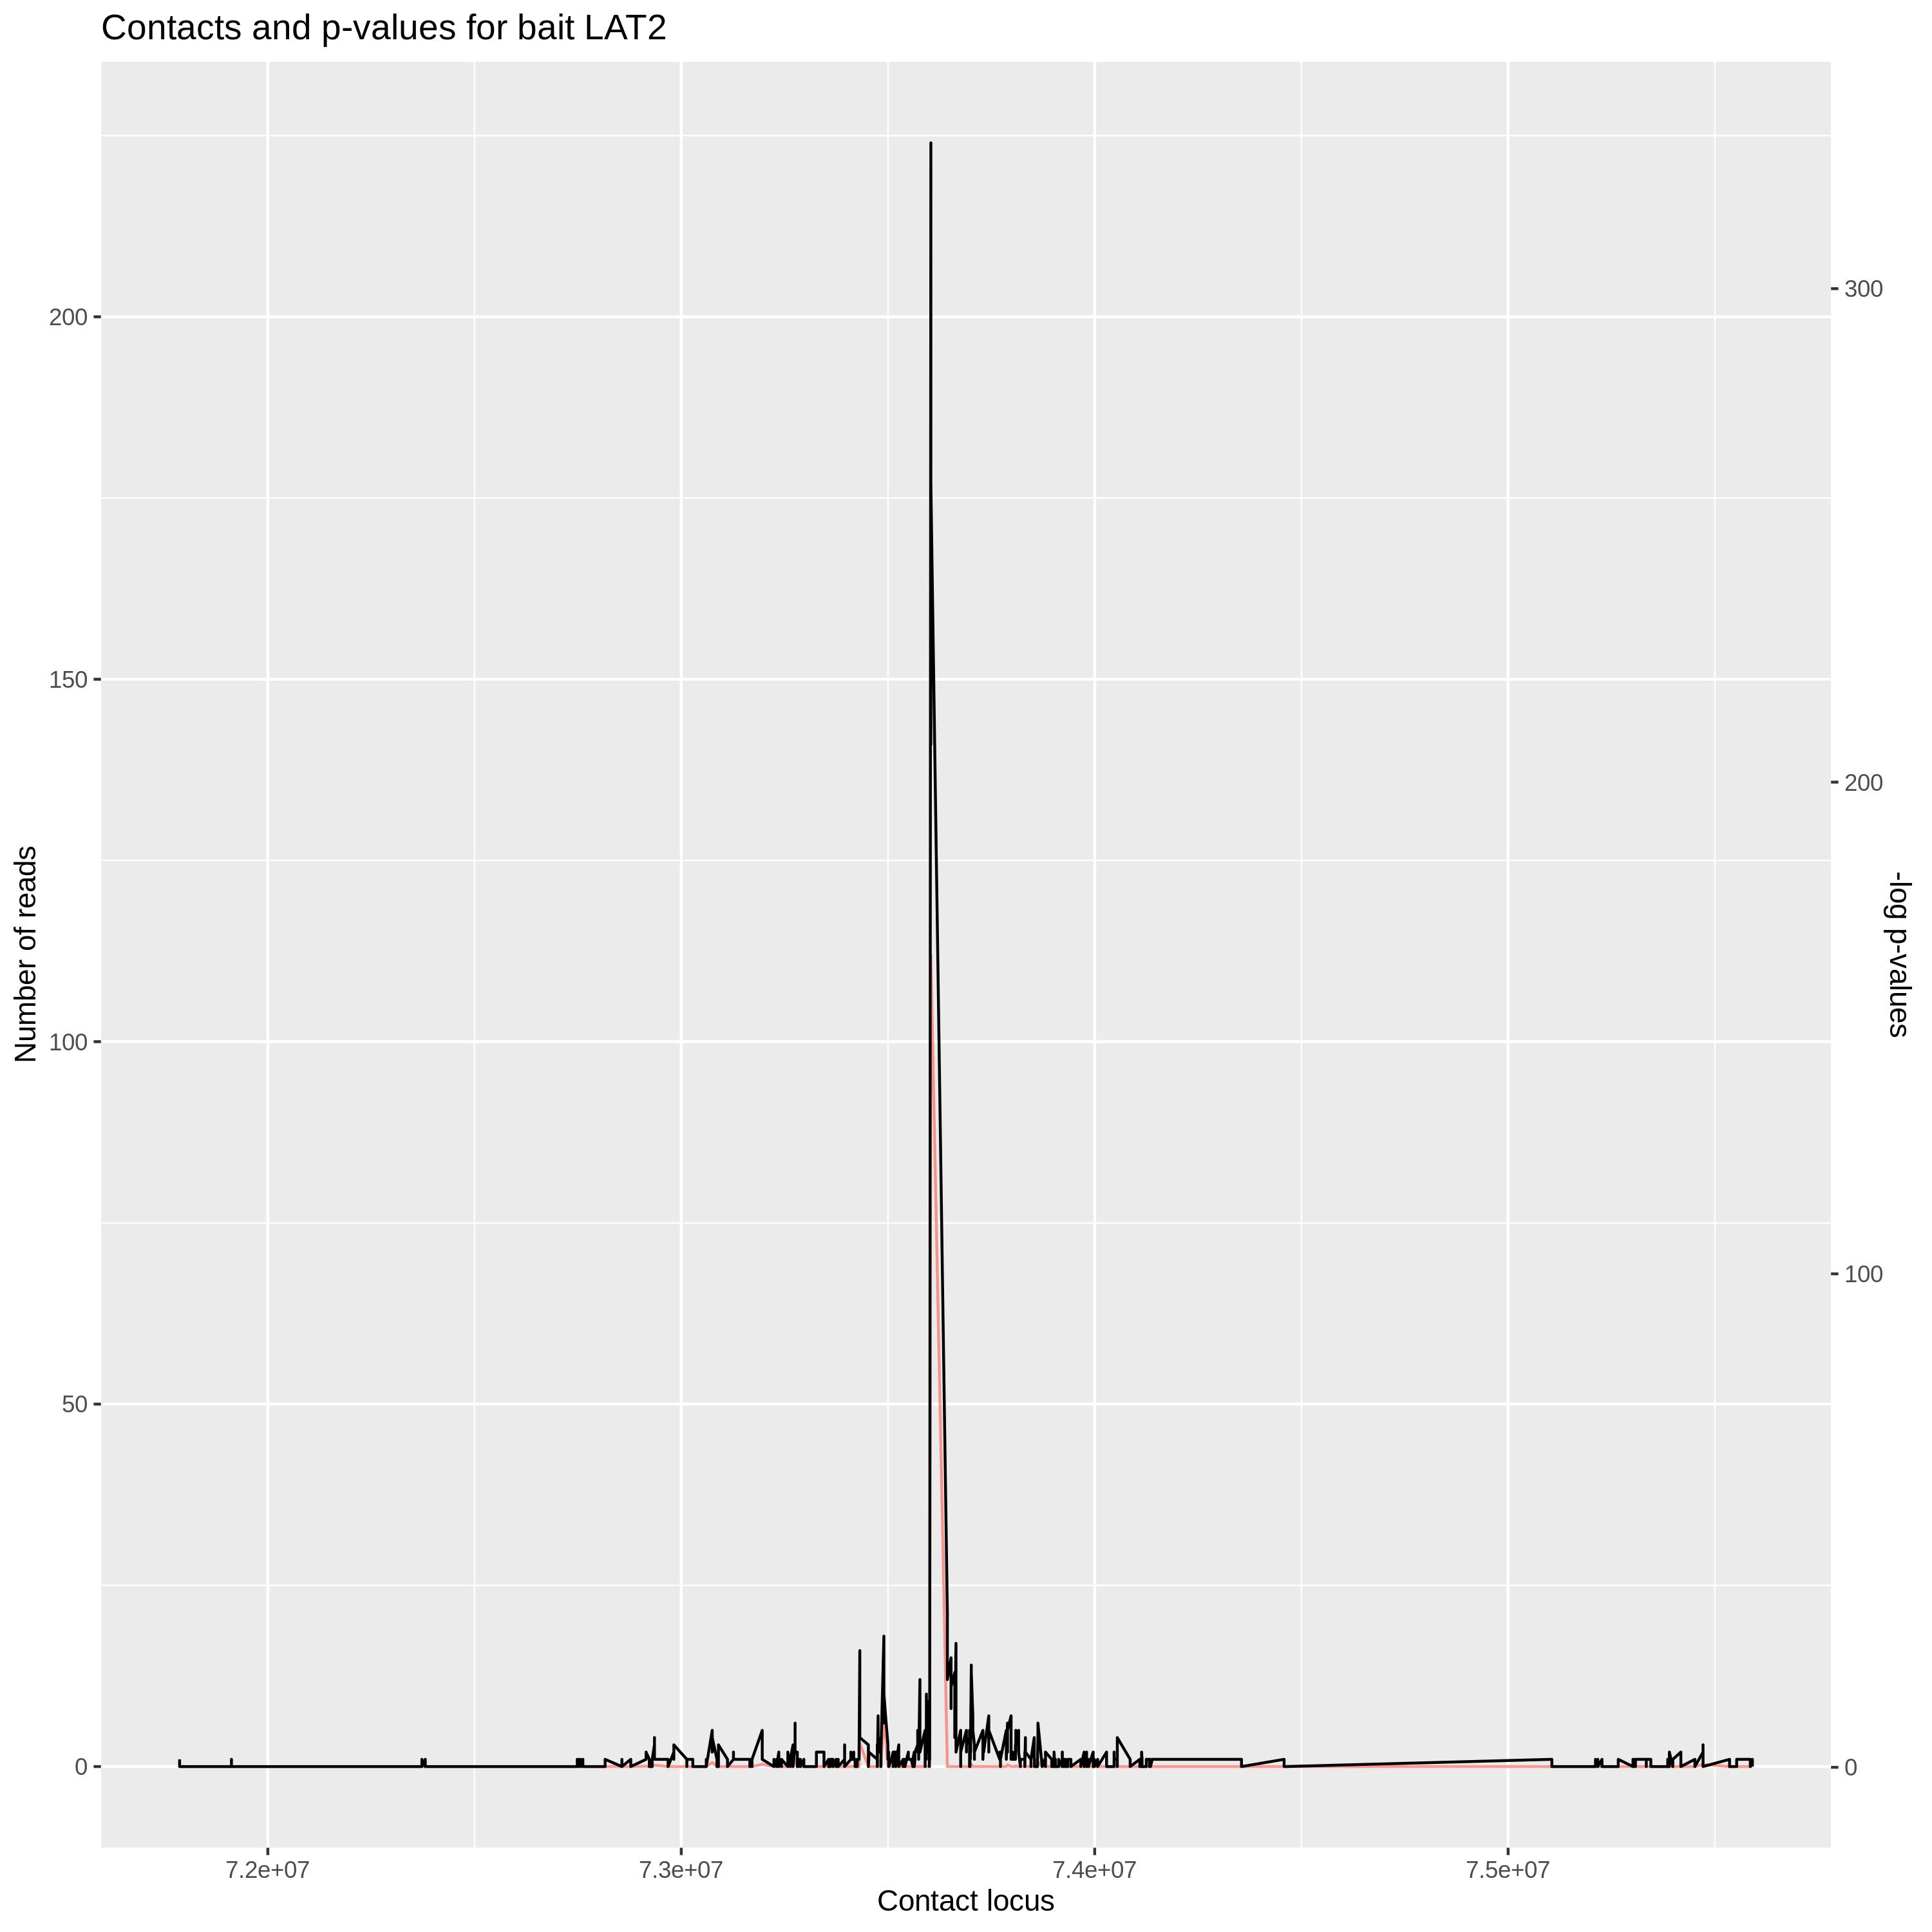 Contacts and p-values for bait LAT2
Number of reads
200
150
100
50
0
300
200
100
0
-log p-values
7.2e+07
7.3e+07
7.4e+07
7.5e+07
Contact locus